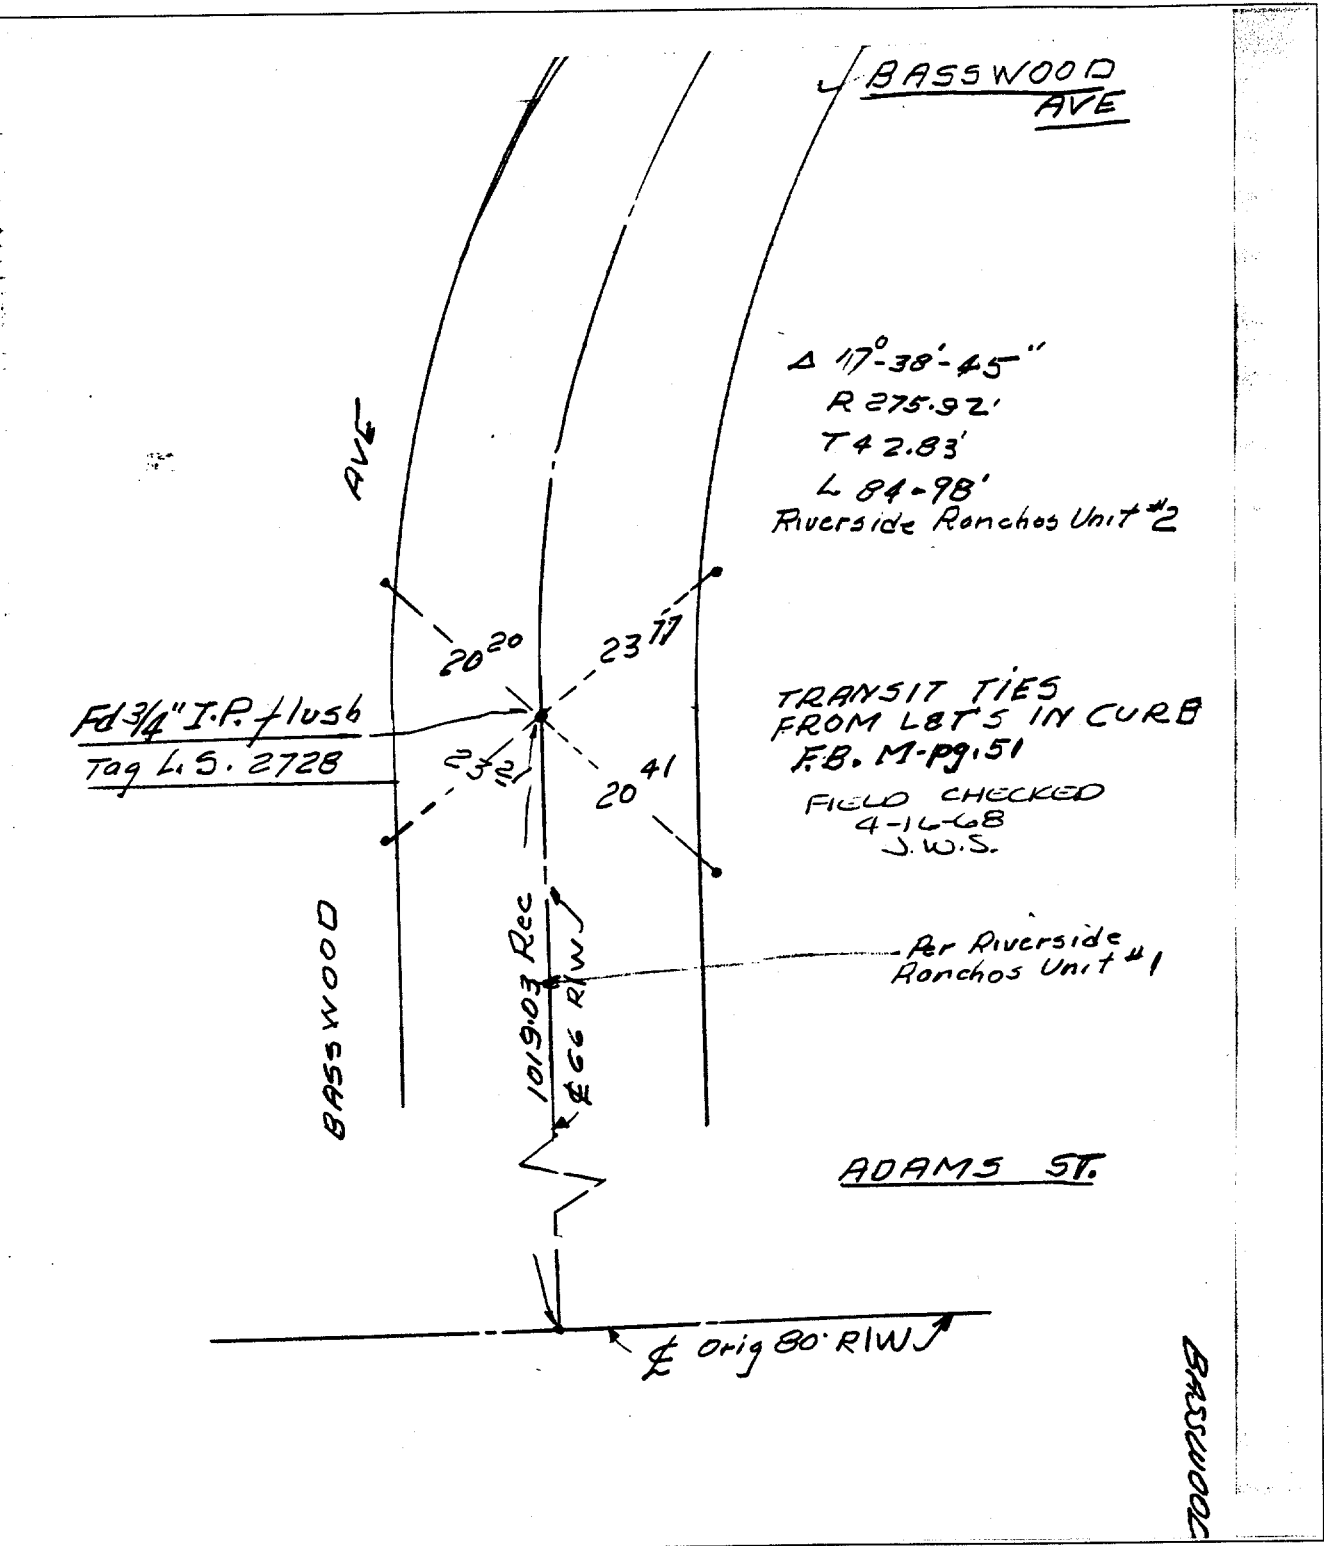 BASSWOOD
AVE
Δ 17°-38'-45"
R 275.92'
T 42.83'
L 84-98'
Riverside Ranchos Unit #2
AVE
20 20
23 77
Fd 3/4" I.P. flush
Tag L.S. 2728
23 21
20 41
TRANSIT TIES
FROM L&T'S IN CURB
F.B. M-pg. 51
FIELD CHECKED
4-16-68
J.W.S.
BASSWOOD
1019.03 Rec
℄ 66 R/W
Per Riverside
Ranchos Unit #1
ADAMS ST.
℄ Orig 80' R/W
BASSWOOD